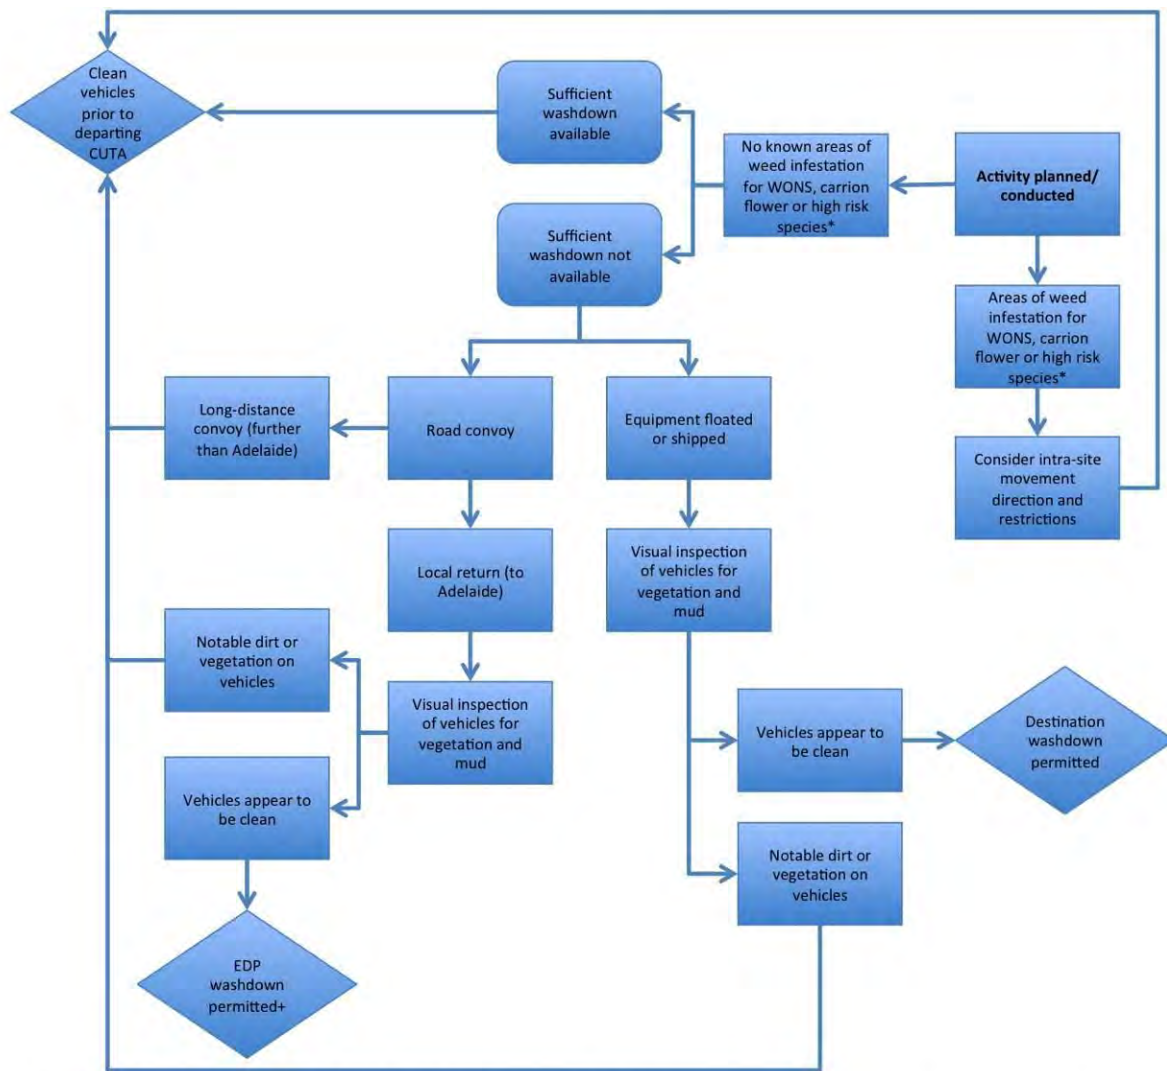 Clean
vehicles
prior to
departing
CUTA
Sufficient
washdown
available
No known areas of
weed infestation
for WONS, carrion
flower or high risk
species*
Activity planned/
conducted
Sufficient
washdown not
available
Areas of weed
infestation for
WONS, carrion
flower or high risk
species*
Long-distance
convoy (further
than Adelaide)
Road convoy
Equipment floated
or shipped
Consider intra-site
movement
direction and
restrictions
Local return (to
Adelaide)
Visual inspection
of vehicles for
vegetation and
mud
Notable dirt or
vegetation on
vehicles
Visual inspection
of vehicles for
vegetation and
mud
Vehicles appear to
be clean
Destination
washdown
permitted
Vehicles appear to
be clean
Notable dirt or
vegetation on
vehicles
EDP
washdown
permitted+